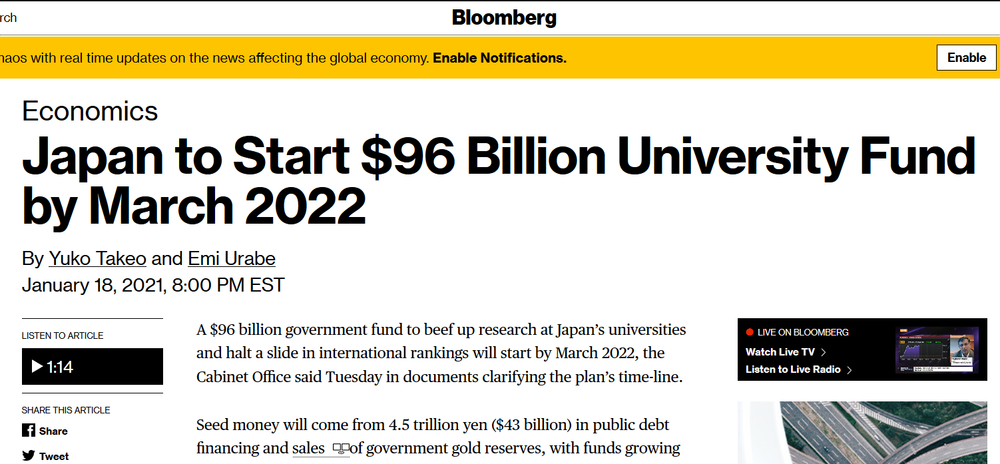 rch
Bloomberg
haos with real time updates on the news affecting the global economy. Enable Notifications.
Enable
Economics
Japan to Start $96 Billion University Fund
by March 2022
By Yuko Takeo and Emi Urabe
January 18, 2021, 8:00 PM EST
LISTEN TO ARTICLE
1:14
SHARE THIS ARTICLE
Share
Tweet
A $96 billion government fund to beef up research at Japan’s universities
and halt a slide in international rankings will start by March 2022, the
Cabinet Office said Tuesday in documents clarifying the plan’s time-line.
Seed money will come from 4.5 trillion yen ($43 billion) in public debt
financing and sales of government gold reserves, with funds growing
LIVE ON BLOOMBERG
Watch Live TV
Listen to Live Radio